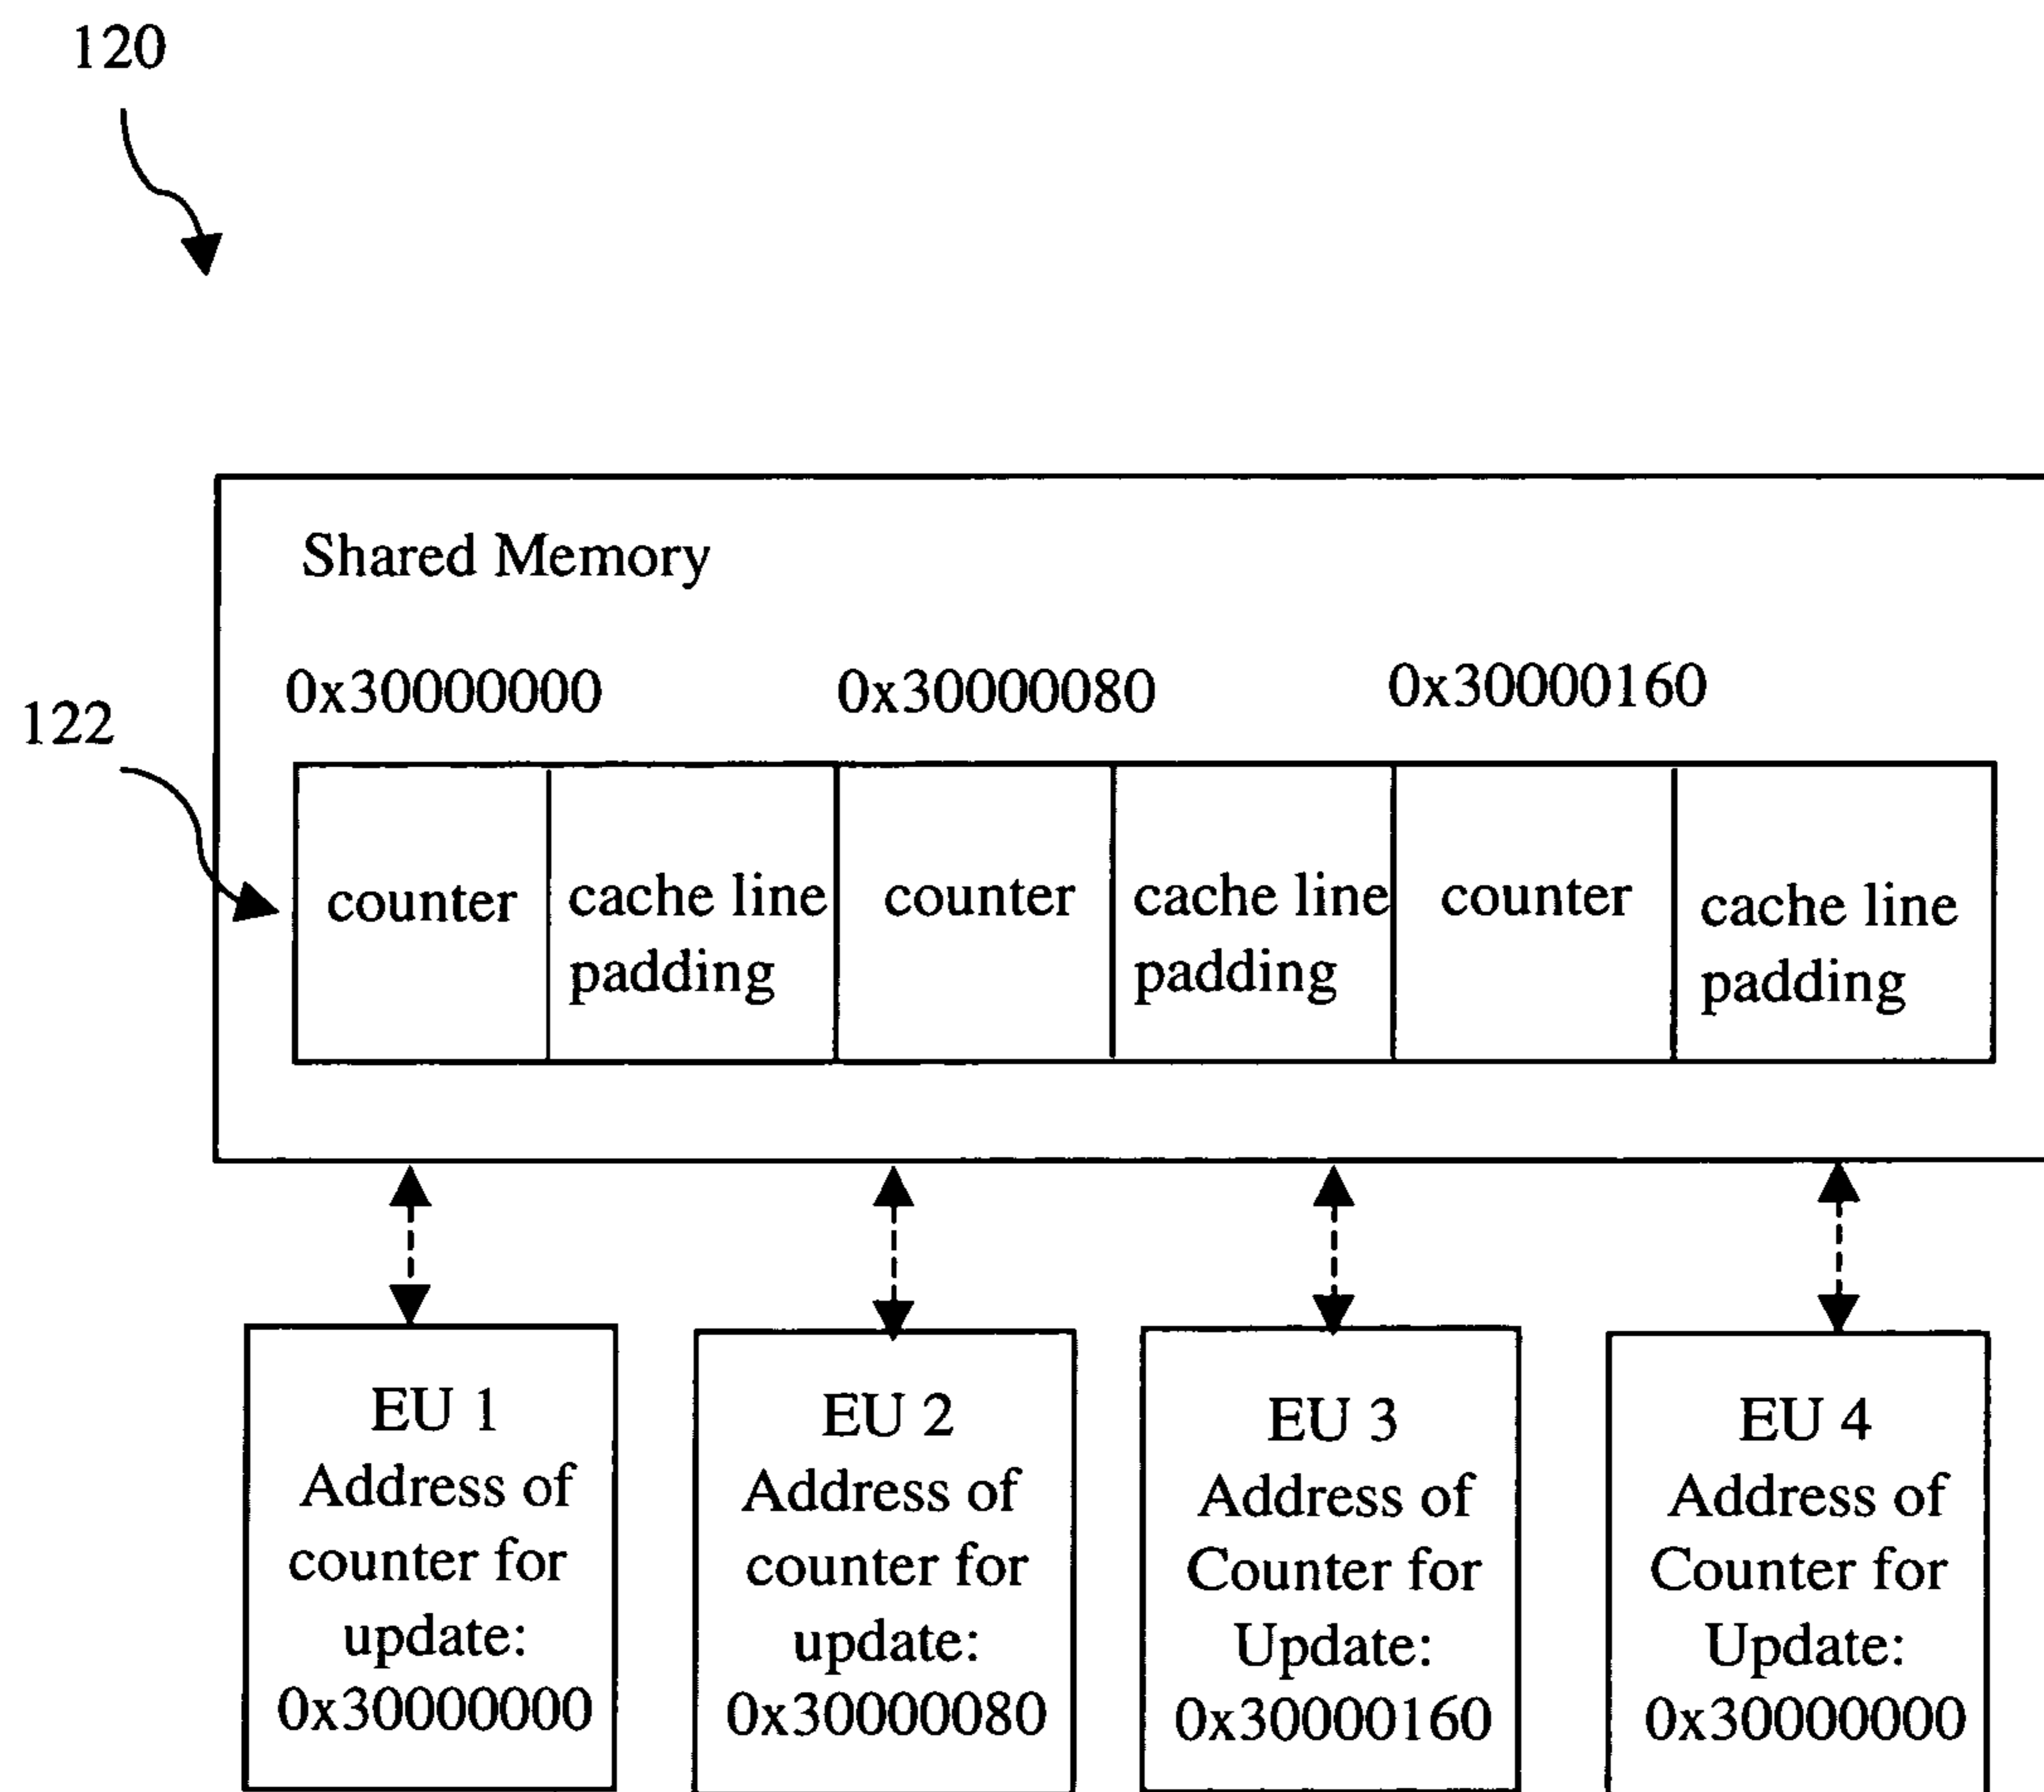 120
Shared Memory
0x30000000 0x30000080 0x30000160
122
counter
cache line
padding
counter
cache line
padding
counter
cache line
padding
EU 1
Address of
counter for
update:
0x30000000
EU 2
Address of
counter for
update:
0x30000080
EU 3
Address of
Counter for
Update:
0x30000160
EU 4
Address of
Counter for
Update:
0x30000000